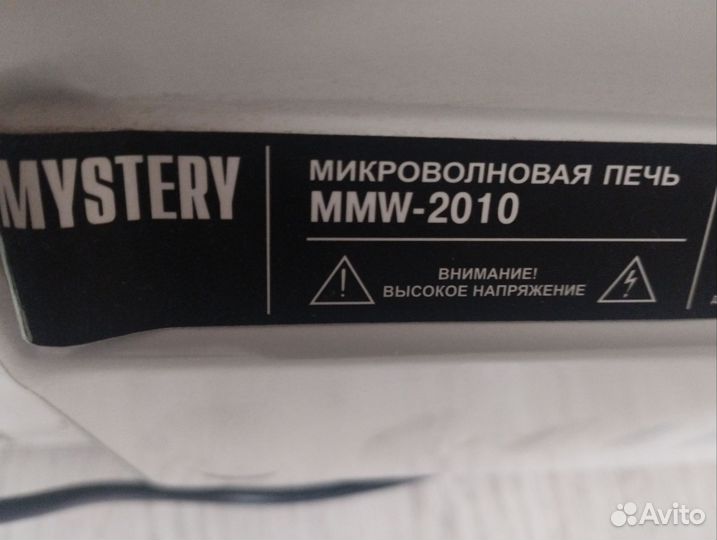 MYSTERY
МИКРОВОЛНОВАЯ ПЕЧЬ
MMW-2010
ВНИМАНИЕ!
ВЫСОКОЕ НАПРЯЖЕНИЕ
Avito